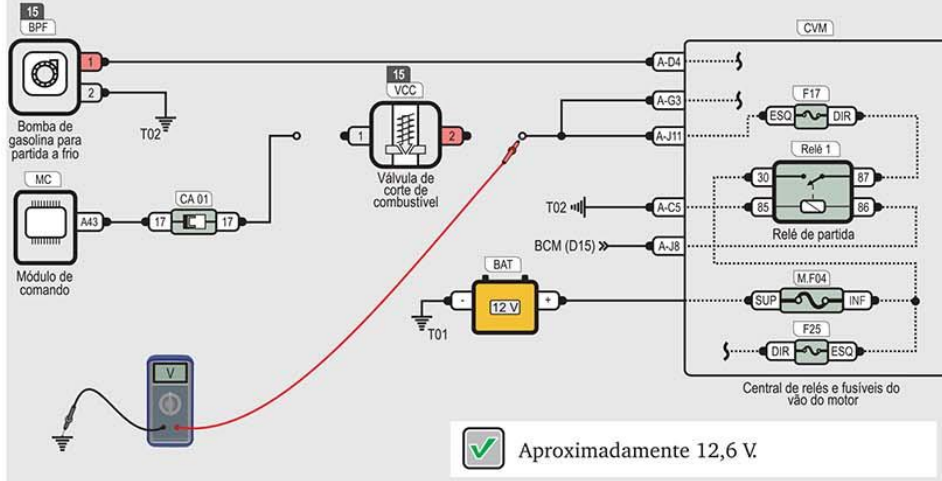 15
BPF
1
2
Bomba de
gasolina para
partida a frio
T02
MC
A43
Módulo de
comando
CA 01
17
17
15
VCC
1
2
Válvula de
corte de
combustível
CVM
A-D4
A-G3
A-J11
A-C5
A-J8
T02
BCM (D15)
F17
ESQ
DIR
Relé 1
30
87
85
86
Relé de partida
BAT
-
12 V
+
T01
M.F04
SUP
INF
F25
DIR
ESQ
Central de relés e fusíveis do
vão do motor
V
Aproximadamente 12,6 V.